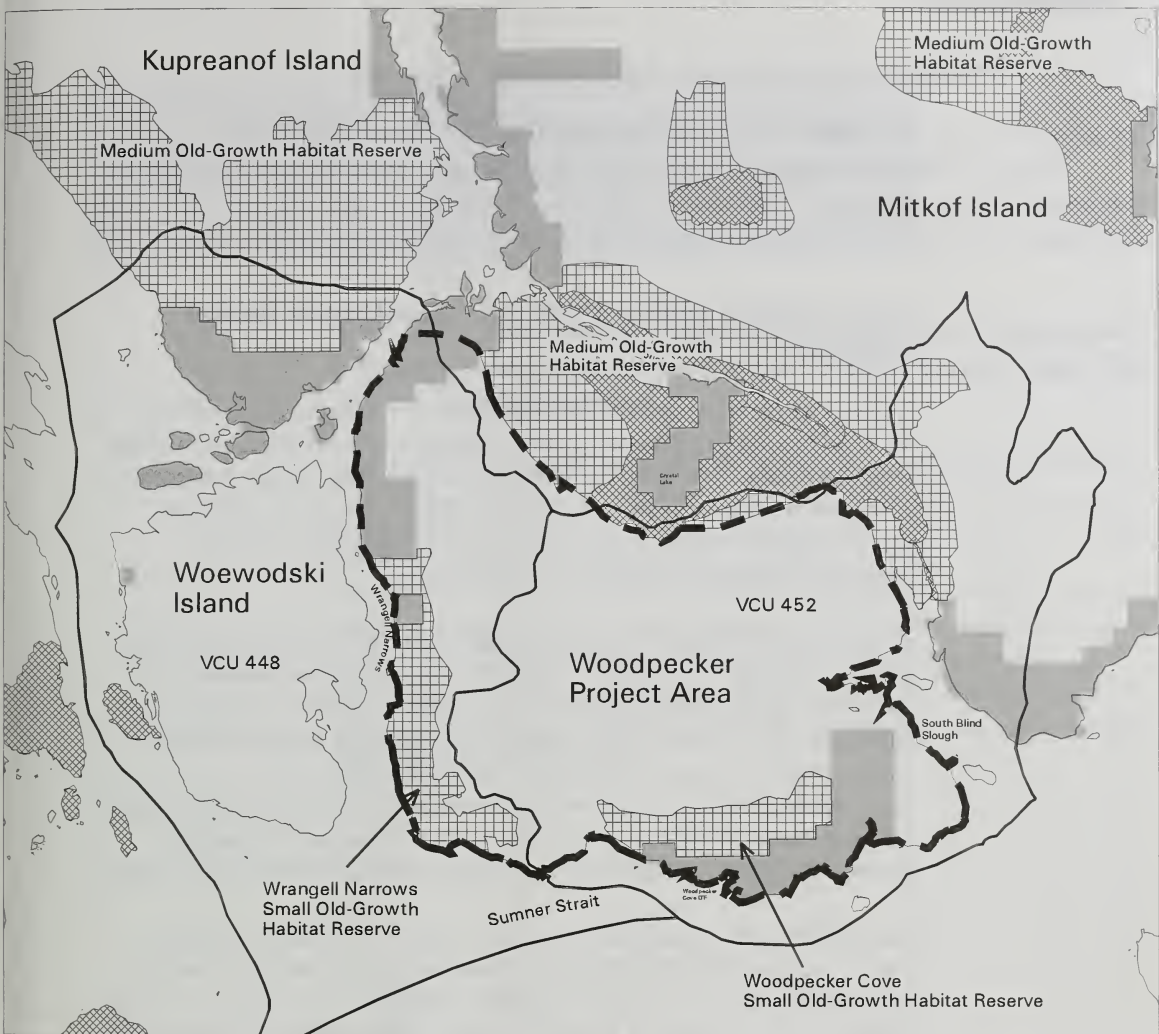 Kupreanof Island
Medium Old-Growth
Habitat Reserve
Medium Old-Growth Habitat Reserve
Mitkof Island
Medium Old-Growth
Habitat Reserve
Crystal
Lake
Woewodski
Island
VCU 448
Wrangell Narrows
VCU 452
Woodpecker
Project Area
South Blind
Slough
Woodpecker
Cove
Wrangell Narrows
Small Old-Growth
Habitat Reserve
Sumner Strait
Woodpecker Cove
Small Old-Growth Habitat Reserve